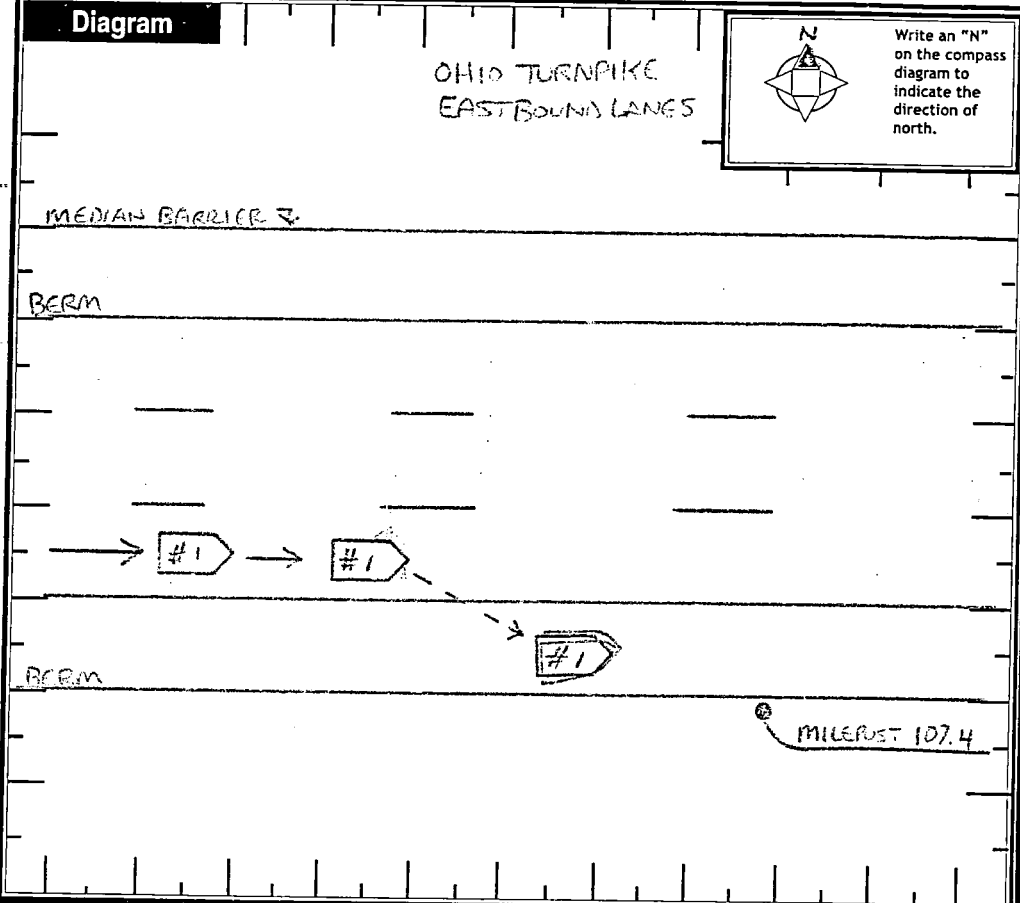 Diagram
OHIO TURNPIKE
EASTBOUND LANES
N
Write an "N"
on the compass
diagram to
indicate the
direction of
north.
MEDIAN BARRIER
BERM
#1
#1
#1
BERM
MILEPOST 107.4